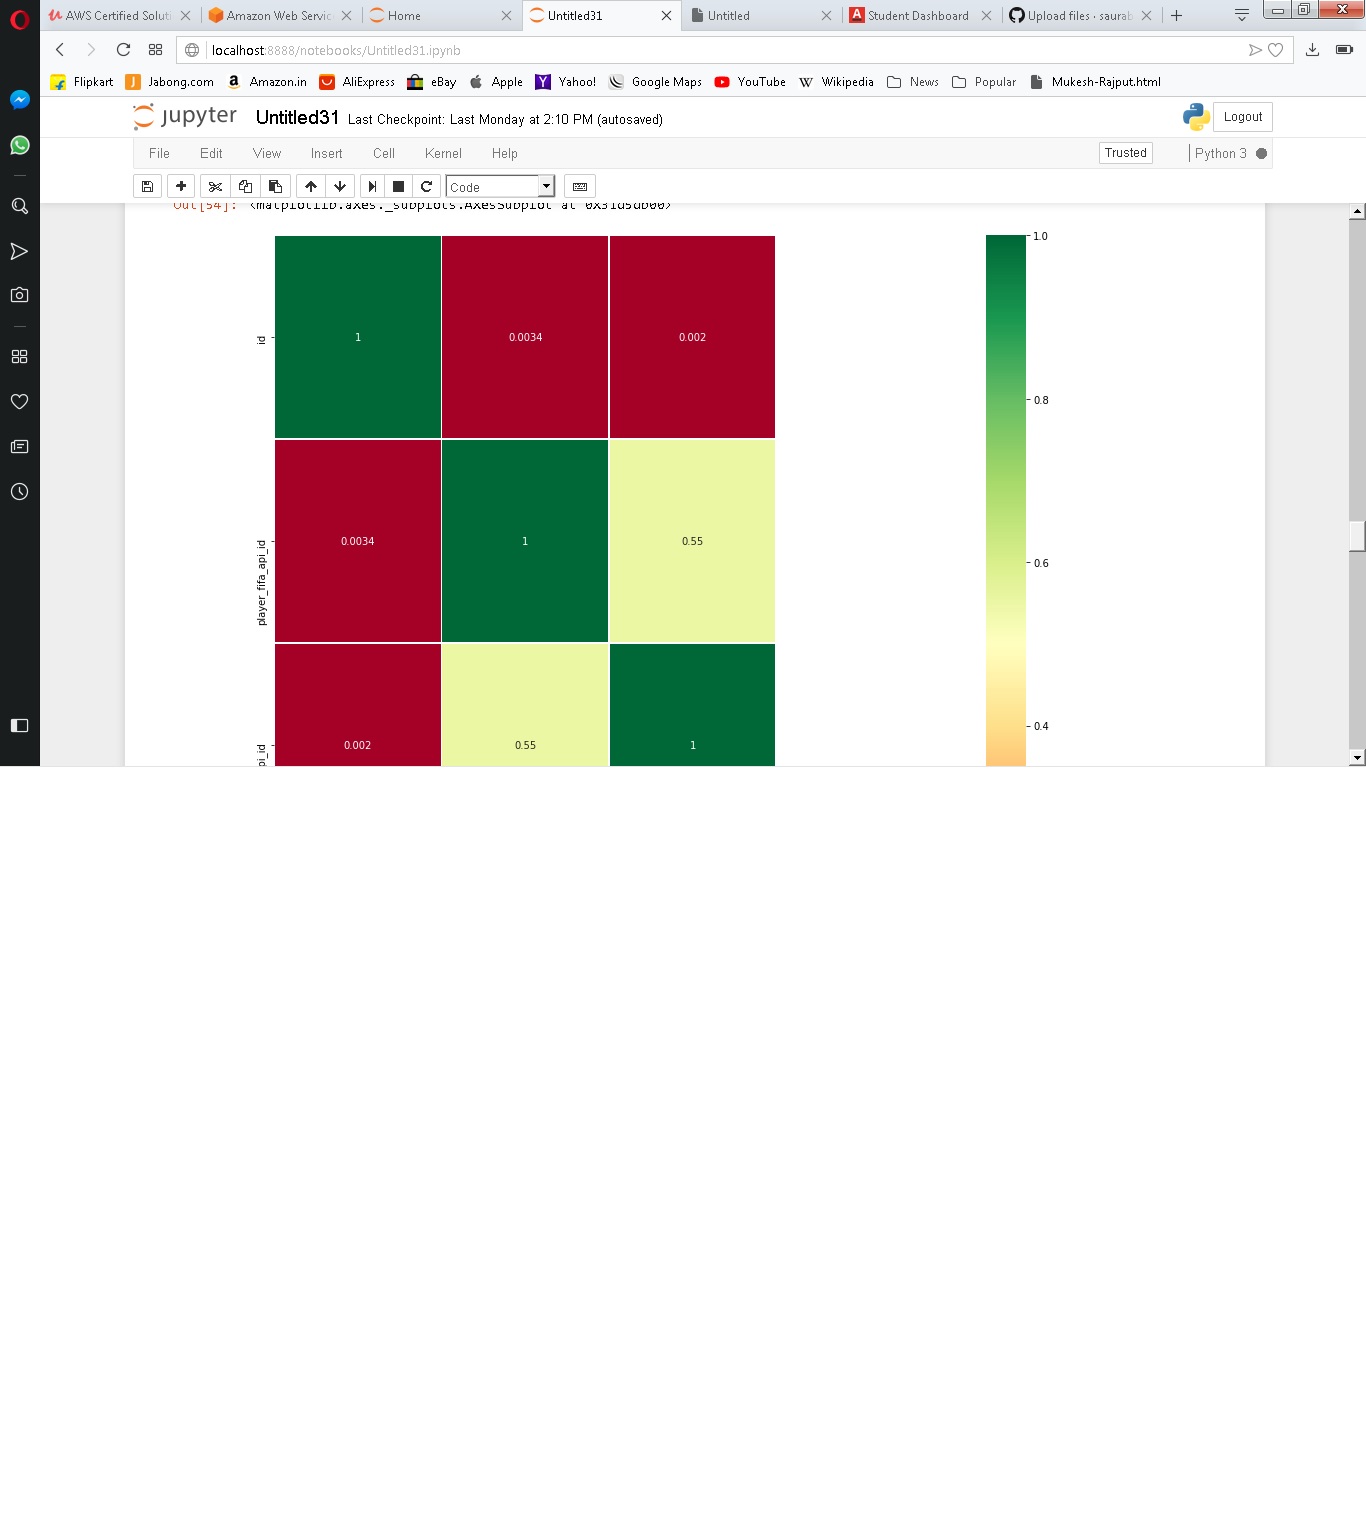 AWS Certified Soluti
Amazon Web Servic
Home
Untitled31
Untitled
Student Dashboard
Upload files · saurab
localhost:8888/notebooks/Untitled31.ipynb
Flipkart
Jabong.com
Amazon.in
AliExpress
eBay
Apple
Yahoo!
Google Maps
YouTube
Wikipedia
News
Popular
Mukesh-Rajput.html
jupyter Untitled31 Last Checkpoint: Last Monday at 2:10 PM (autosaved)
Logout
File Edit View Insert Cell Kernel Help
Trusted
Python 3
Code
Out[54]: <matplotlib.axes._subplots.AxesSubplot at 0x31d5db00>
id
1 0.0034 0.002
player_fifa_api_id
0.0034 1 0.55
pi_id
0.002 0.55 1
1.0
0.8
0.6
0.4